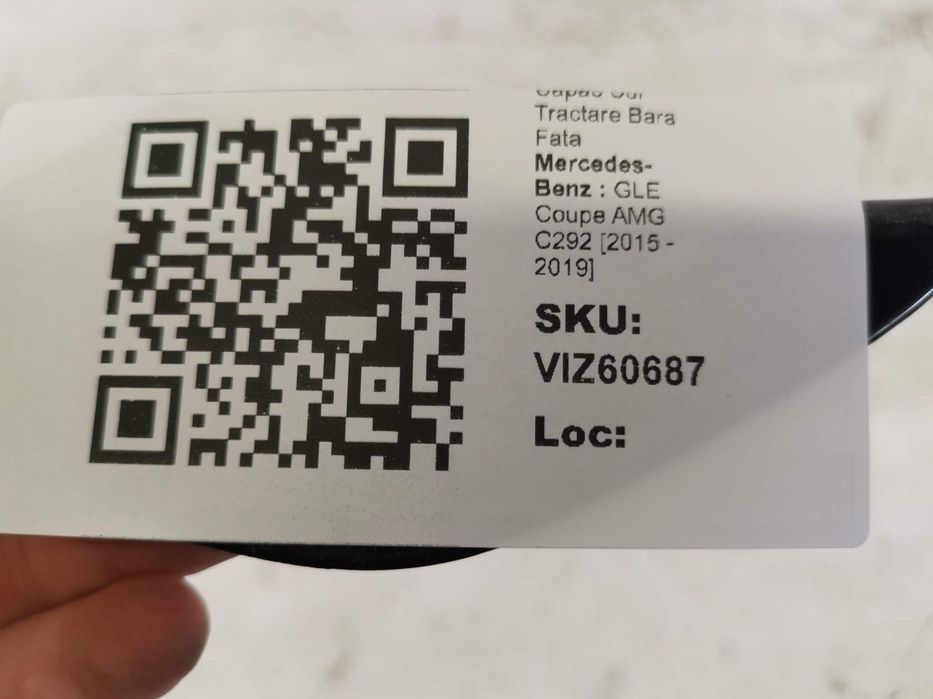 Tractare Bara
Fata
Mercedes-
Benz : GLE
Coupe AMG
C292 [2015 -
2019]
SKU:
VIZ60687
Loc: